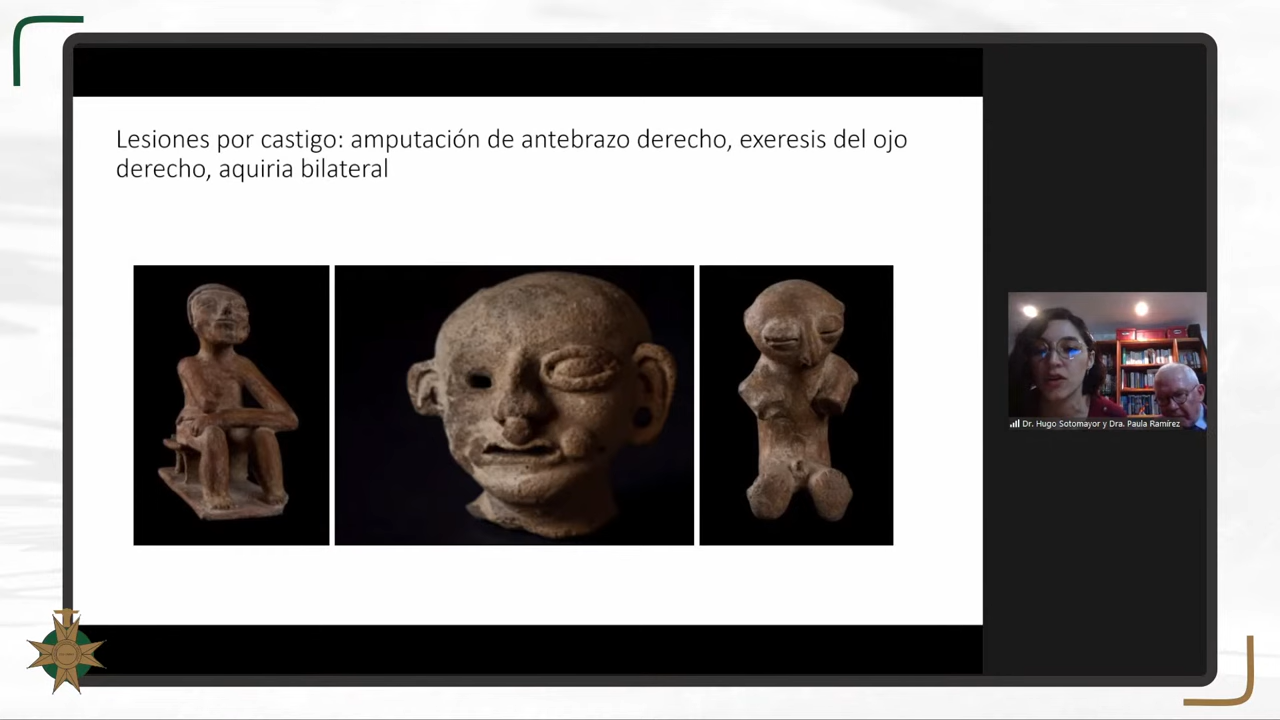 Lesiones por castigo: amputación de antebrazo derecho, exeresis del ojo
derecho, aquiria bilateral
Dr. Hugo Sotomayor y Dra. Paula Ramírez